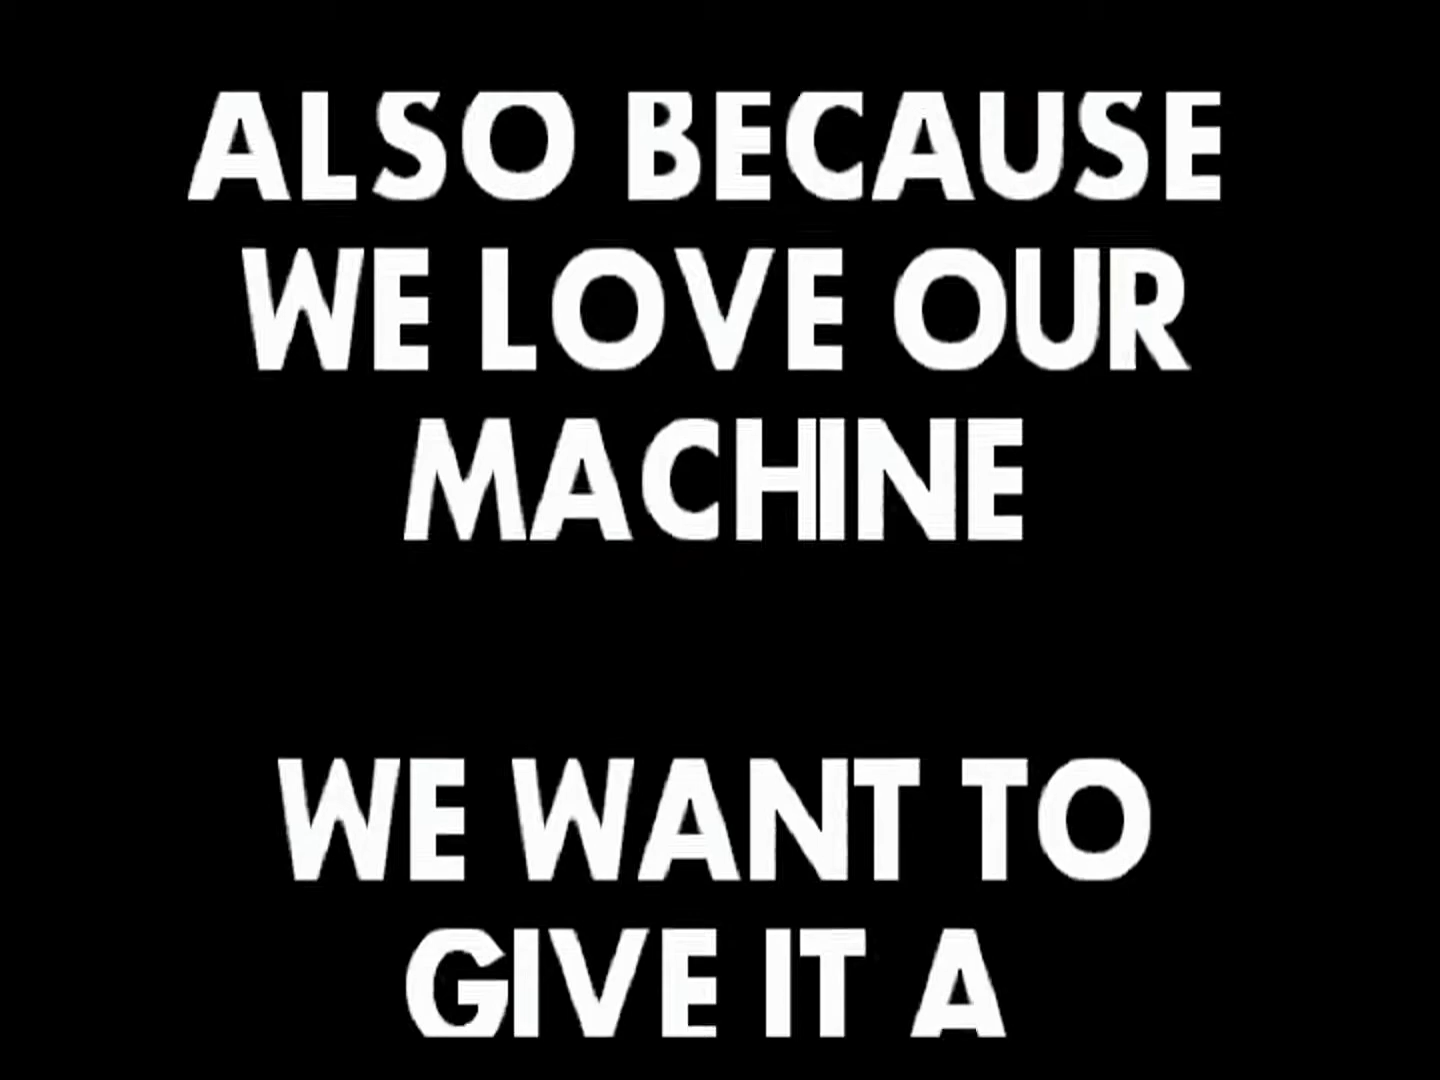 ALSO BECAUSE
WE LOVE OUR
MACHINE
WE WANT TO
GIVE IT A